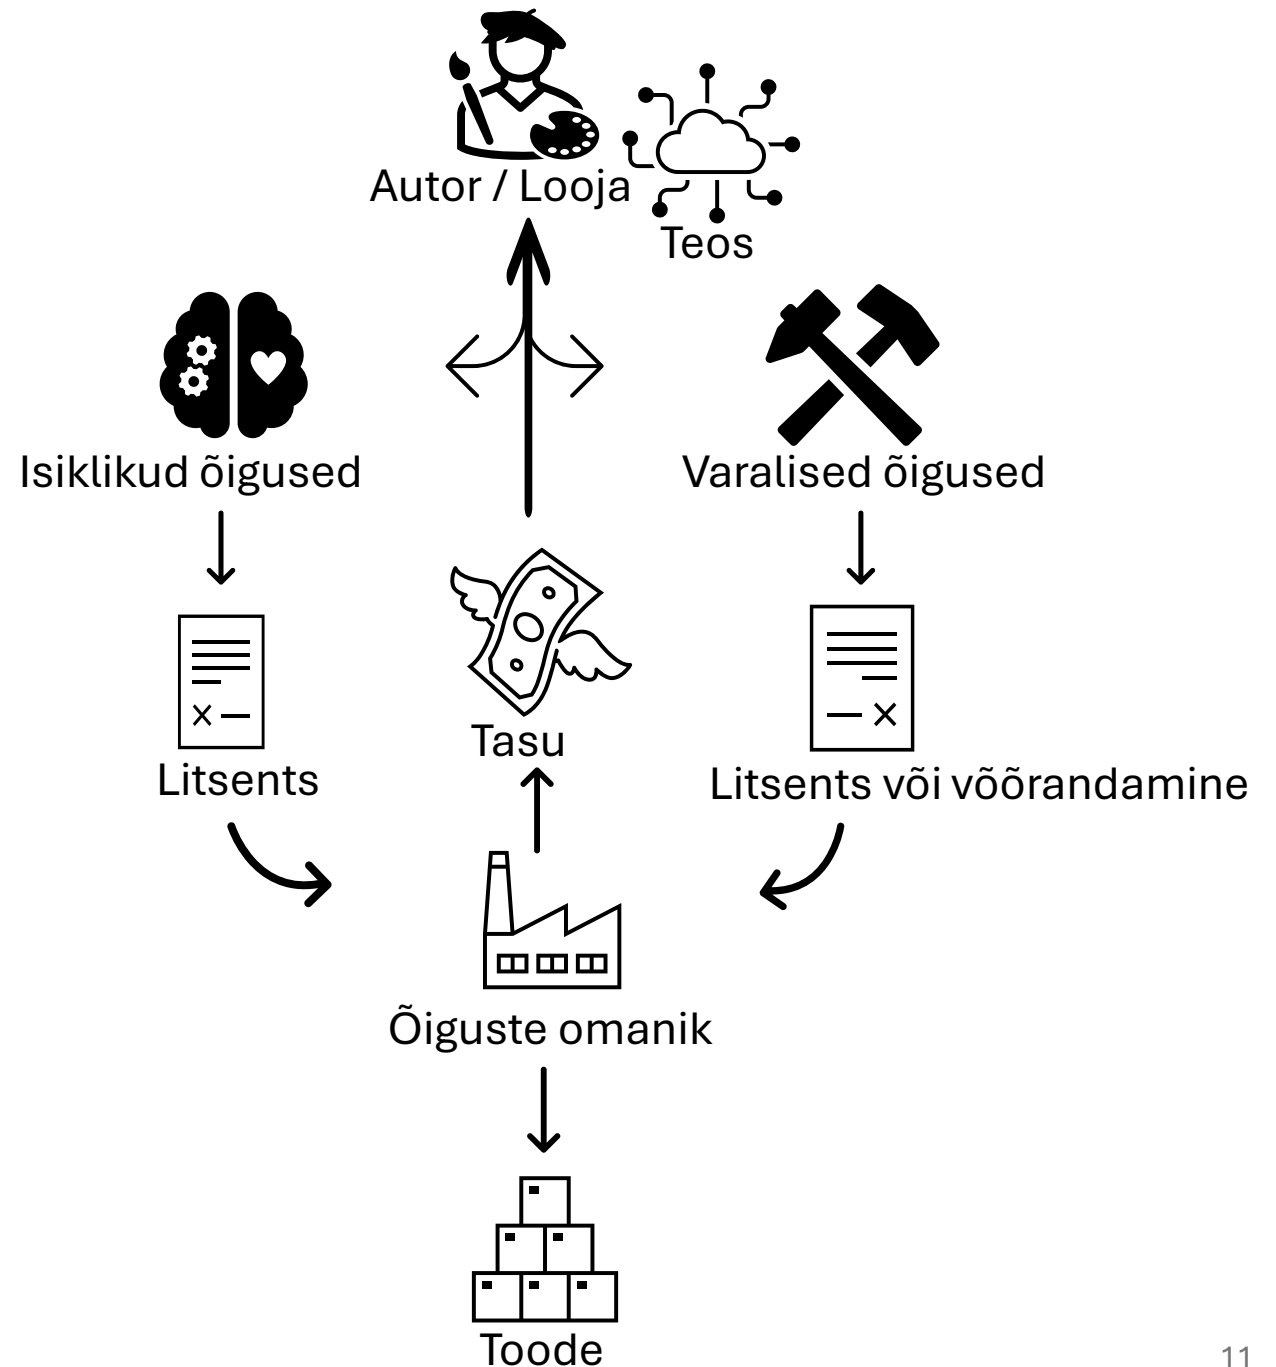 Autor / Looja
Teos
Isiklikud õigused
Varalised õigused
Tasu
Litsents
Litsents või võõrandamine
Õiguste omanik
Toode
11